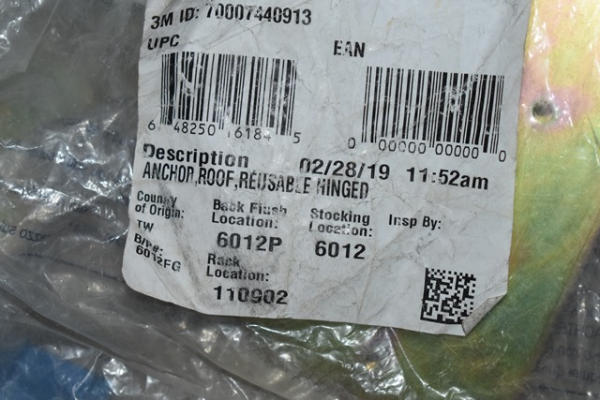 3M ID: 70007440913
UPC EAN
6 48250 16184 5 0 00000 00000 0
Description 02/28/19 11:52am
ANCHOR,ROOF,REUSABLE HINGED
Country of Origin: Back Flush Location: Stocking Location: Insp By:
TW 6012P 6012
B/P#:
6012FG
Rack Location:
110902